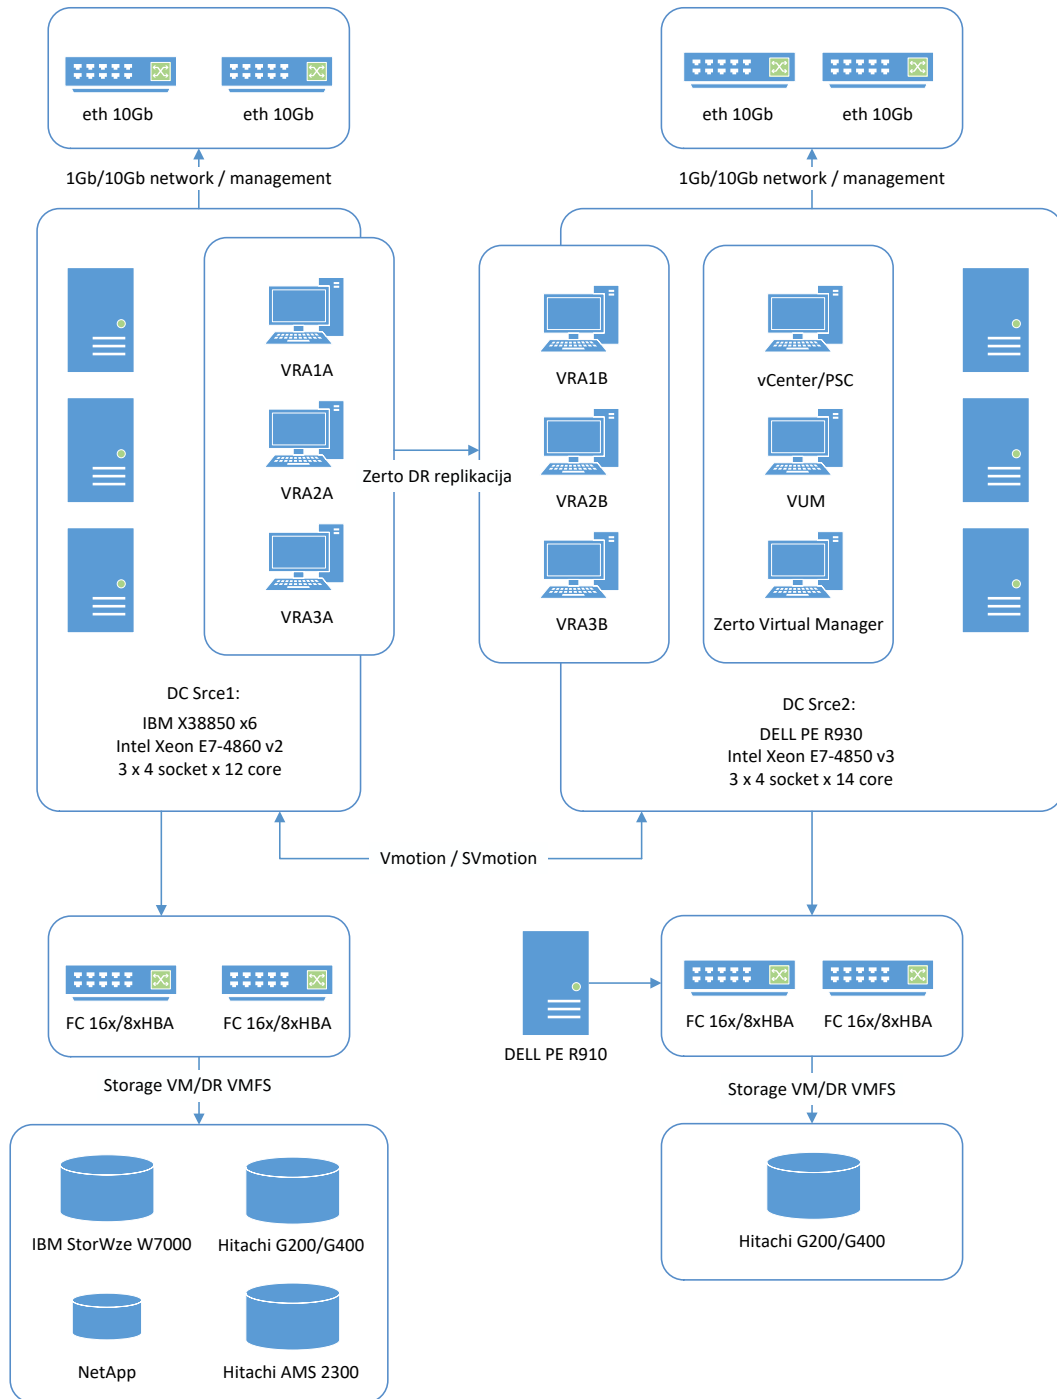 eth 10Gb
eth 10Gb
eth 10Gb
eth 10Gb
1Gb/10Gb network / management
1Gb/10Gb network / management
VRA1A
VRA2A
VRA3A
Zerto DR replikacija
VRA1B
VRA2B
VRA3B
vCenter/PSC
VUM
Zerto Virtual Manager
DC Srce1:
IBM X38850 x6
Intel Xeon E7-4860 v2
3 x 4 socket x 12 core
DC Srce2:
DELL PE R930
Intel Xeon E7-4850 v3
3 x 4 socket x 14 core
Vmotion / SVmotion
FC 16x/8xHBA
FC 16x/8xHBA
DELL PE R910
FC 16x/8xHBA
FC 16x/8xHBA
Storage VM/DR VMFS
Storage VM/DR VMFS
IBM StorWze W7000
Hitachi G200/G400
NetApp
Hitachi AMS 2300
Hitachi G200/G400